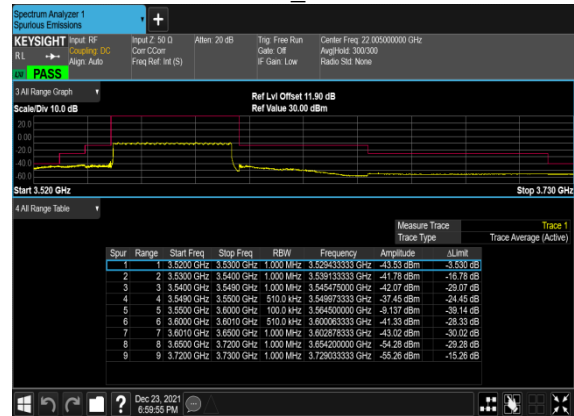 Spectrum Analyzer 1
Spurious Emissions
+
KEYSIGHT Input: RF Input Z: 50 Ω Atten: 20 dB Trig: Free Run Center Freq: 22.005000000 GHz
RL Coupling: DC Corr CCorr Gate: Off Avg|Hold: 300/300
Align: Auto Freq Ref: Int (S) IF Gain: Low Radio Std: None
PASS
3 All Range Graph Ref Lvl Offset 11.90 dB
Scale/Div 10.0 dB Ref Value 30.00 dBm
20.0
0.00
-20.0
-40.0
-60.0
Start 3.520 GHz Stop 3.730 GHz
4 All Range Table
Measure Trace Trace 1
Trace Type Trace Average (Active)
Spur Range Start Freq Stop Freq RBW Frequency Amplitude ΔLimit
1 1 3.5200 GHz 3.5300 GHz 1.000 MHz 3.529433333 GHz -43.53 dBm -3.530 dB
2 2 3.5300 GHz 3.5400 GHz 1.000 MHz 3.539133333 GHz -41.78 dBm -16.78 dB
3 3 3.5400 GHz 3.5490 GHz 1.000 MHz 3.545475000 GHz -42.07 dBm -29.07 dB
4 4 3.5490 GHz 3.5500 GHz 510.0 kHz 3.549973333 GHz -37.45 dBm -24.45 dB
5 5 3.5500 GHz 3.6000 GHz 100.0 kHz 3.564500000 GHz -9.137 dBm -39.14 dB
6 6 3.6000 GHz 3.6010 GHz 510.0 kHz 3.600063333 GHz -41.33 dBm -28.33 dB
7 7 3.6010 GHz 3.6500 GHz 1.000 MHz 3.602878333 GHz -43.02 dBm -30.02 dB
8 8 3.6500 GHz 3.7200 GHz 1.000 MHz 3.654200000 GHz -54.28 dBm -29.28 dB
9 9 3.7200 GHz 3.7300 GHz 1.000 MHz 3.729033333 GHz -55.26 dBm -15.26 dB
? Dec 23, 2021
6:59:55 PM